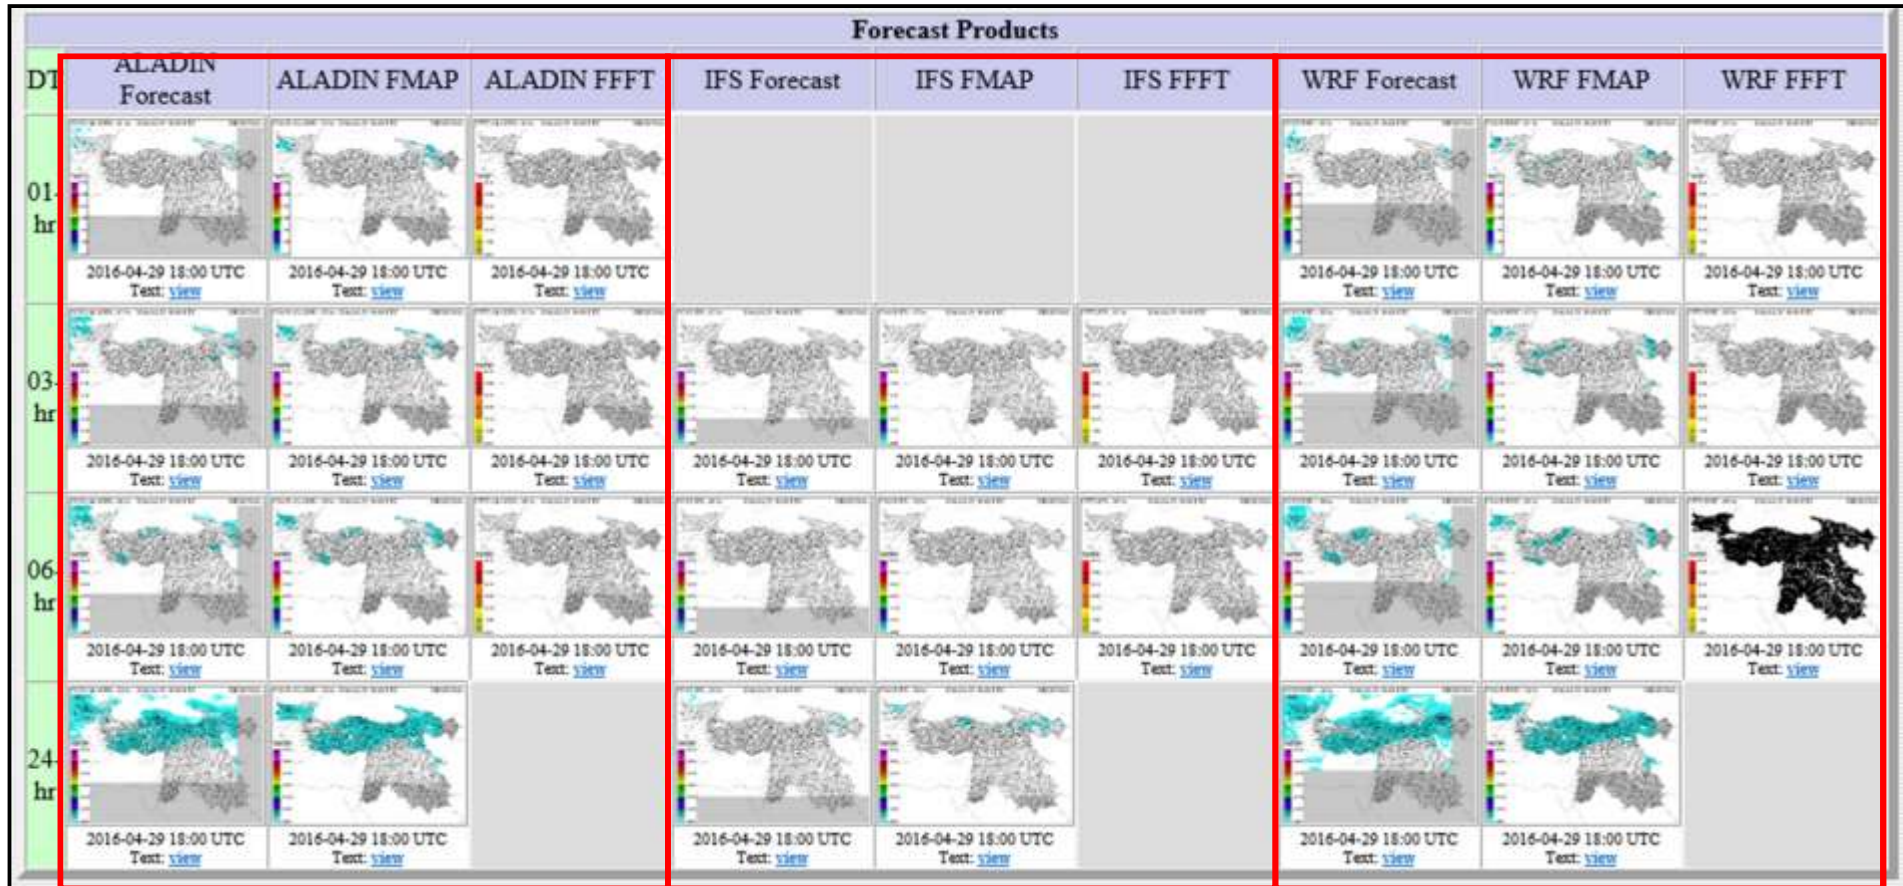 Forecast Products
DT
ALADIN
Forecast
ALADIN FMAP
ALADIN FFFT
IFS Forecast
IFS FMAP
IFS FFFT
WRF Forecast
WRF FMAP
WRF FFFT
01-
hr
2016-04-29 18:00 UTC
Text: view
2016-04-29 18:00 UTC
Text: view
2016-04-29 18:00 UTC
Text: view
2016-04-29 18:00 UTC
Text: view
2016-04-29 18:00 UTC
Text: view
2016-04-29 18:00 UTC
Text: view
03-
hr
2016-04-29 18:00 UTC
Text: view
2016-04-29 18:00 UTC
Text: view
2016-04-29 18:00 UTC
Text: view
2016-04-29 18:00 UTC
Text: view
2016-04-29 18:00 UTC
Text: view
2016-04-29 18:00 UTC
Text: view
2016-04-29 18:00 UTC
Text: view
2016-04-29 18:00 UTC
Text: view
2016-04-29 18:00 UTC
Text: view
06-
hr
2016-04-29 18:00 UTC
Text: view
2016-04-29 18:00 UTC
Text: view
2016-04-29 18:00 UTC
Text: view
2016-04-29 18:00 UTC
Text: view
2016-04-29 18:00 UTC
Text: view
2016-04-29 18:00 UTC
Text: view
2016-04-29 18:00 UTC
Text: view
2016-04-29 18:00 UTC
Text: view
2016-04-29 18:00 UTC
Text: view
24-
hr
2016-04-29 18:00 UTC
Text: view
2016-04-29 18:00 UTC
Text: view
2016-04-29 18:00 UTC
Text: view
2016-04-29 18:00 UTC
Text: view
2016-04-29 18:00 UTC
Text: view
2016-04-29 18:00 UTC
Text: view